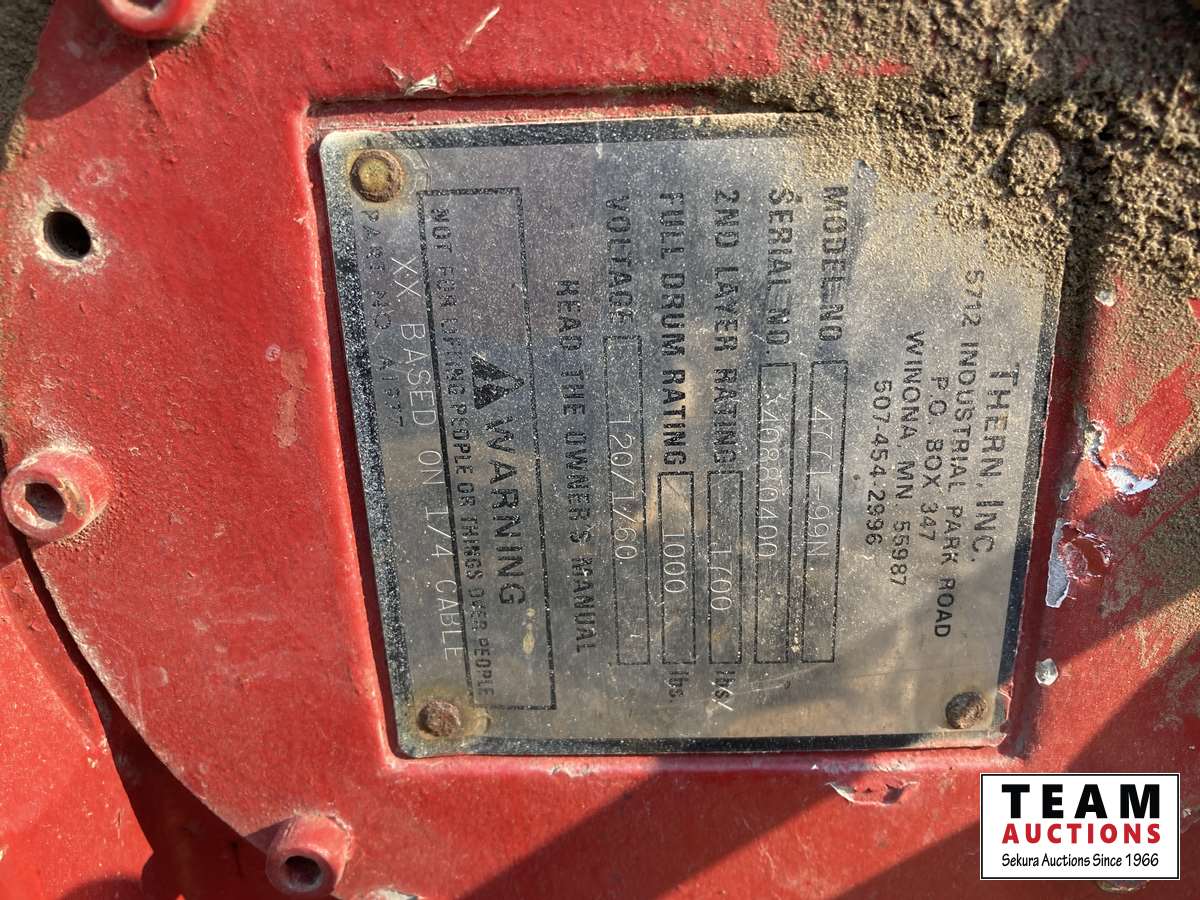 THERN, INC.
5712 INDUSTRIAL PARK ROAD
P.O. BOX 347
WINONA, MN. 55987
507-454-2996
MODEL NO 4771-99N.
SERIAL NO.
2ND LAYER RATING 1700 lbs/
FULL DRUM RATING 1000 lbs.
VOLTAGE 120/1/60.
READ THE OWNER'S MANUAL
WARNING
NOT FOR LIFTING PEOPLE OR THINGS OVER PEOPLE
XX BASED ON 1/4 CABLE
PART NO.
TEAM
AUCTIONS
Sekura Auctions Since 1966